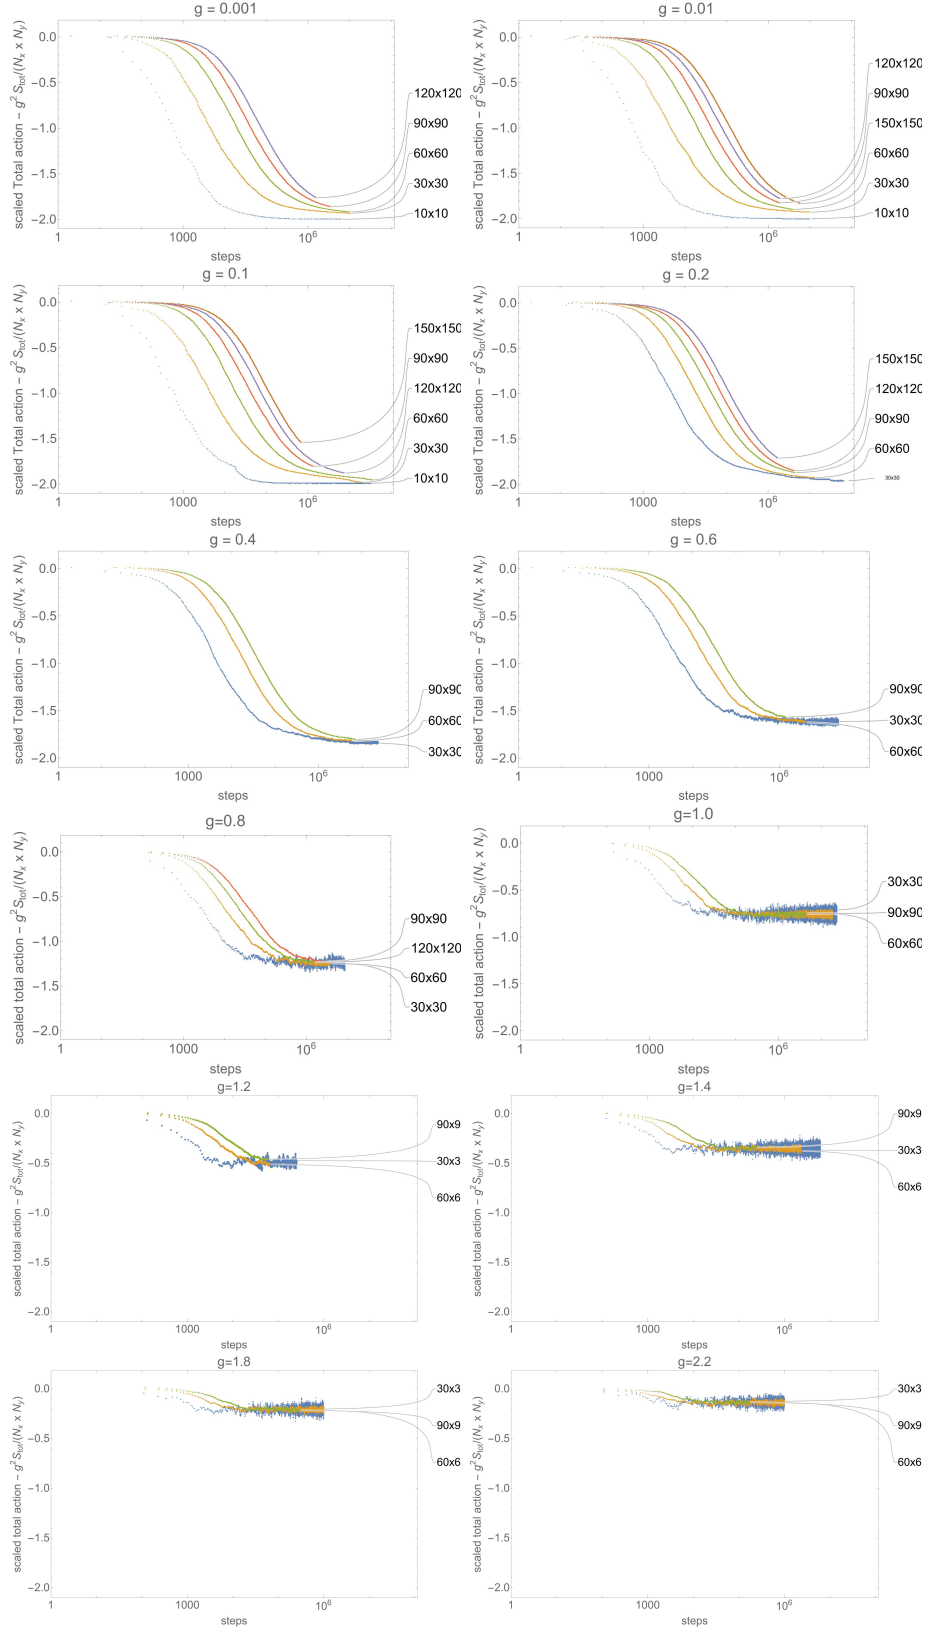 g = 0.001
scaled Total action − g² S_tot/(N_x x N_y)
0.0
−0.5
−1.0
−1.5
−2.0
1
1000
10⁶
steps
120x120
90x90
60x60
30x30
10x10
g = 0.01
scaled Total action − g² S_tot/(N_x x N_y)
0.0
−0.5
−1.0
−1.5
−2.0
1
1000
10⁶
steps
120x120
90x90
150x150
60x60
30x30
10x10
g = 0.1
scaled Total action − g² S_tot/(N_x x N_y)
0.0
−0.5
−1.0
−1.5
−2.0
1
1000
10⁶
steps
150x150
90x90
120x120
60x60
30x30
10x10
g = 0.2
scaled Total action − g² S_tot/(N_x x N_y)
0.0
−0.5
−1.0
−1.5
−2.0
1
1000
10⁶
steps
150x150
120x120
90x90
60x60
30x30
g = 0.4
scaled Total action − g² S_tot/(N_x x N_y)
0.0
−0.5
−1.0
−1.5
−2.0
1
1000
10⁶
steps
90x90
60x60
30x30
g = 0.6
scaled Total action − g² S_tot/(N_x x N_y)
0.0
−0.5
−1.0
−1.5
−2.0
1
1000
10⁶
steps
90x90
30x30
60x60
g=0.8
scaled total action − g² S_tot/(N_x x N_y)
0.0
−0.5
−1.0
−1.5
−2.0
1
1000
10⁶
steps
90x90
120x120
60x60
30x30
g=1.0
scaled total action − g² S_tot/(N_x x N_y)
0.0
−0.5
−1.0
−1.5
−2.0
1
1000
10⁶
steps
30x30
90x90
60x60
g=1.2
scaled total action − g² S_tot/(N_x x N_y)
0.0
−0.5
−1.0
−1.5
−2.0
1
1000
10⁶
steps
90x9
30x3
60x6
g=1.4
scaled total action − g² S_tot/(N_x x N_y)
0.0
−0.5
−1.0
−1.5
−2.0
1
1000
10⁶
steps
90x9
30x3
60x6
g=1.8
scaled total action − g² S_tot/(N_x x N_y)
0.0
−0.5
−1.0
−1.5
−2.0
1
1000
10⁶
steps
30x3
90x9
60x6
g=2.2
scaled total action − g² S_tot/(N_x x N_y)
0.0
−0.5
−1.0
−1.5
−2.0
1
1000
10⁶
steps
30x3
90x9
60x6